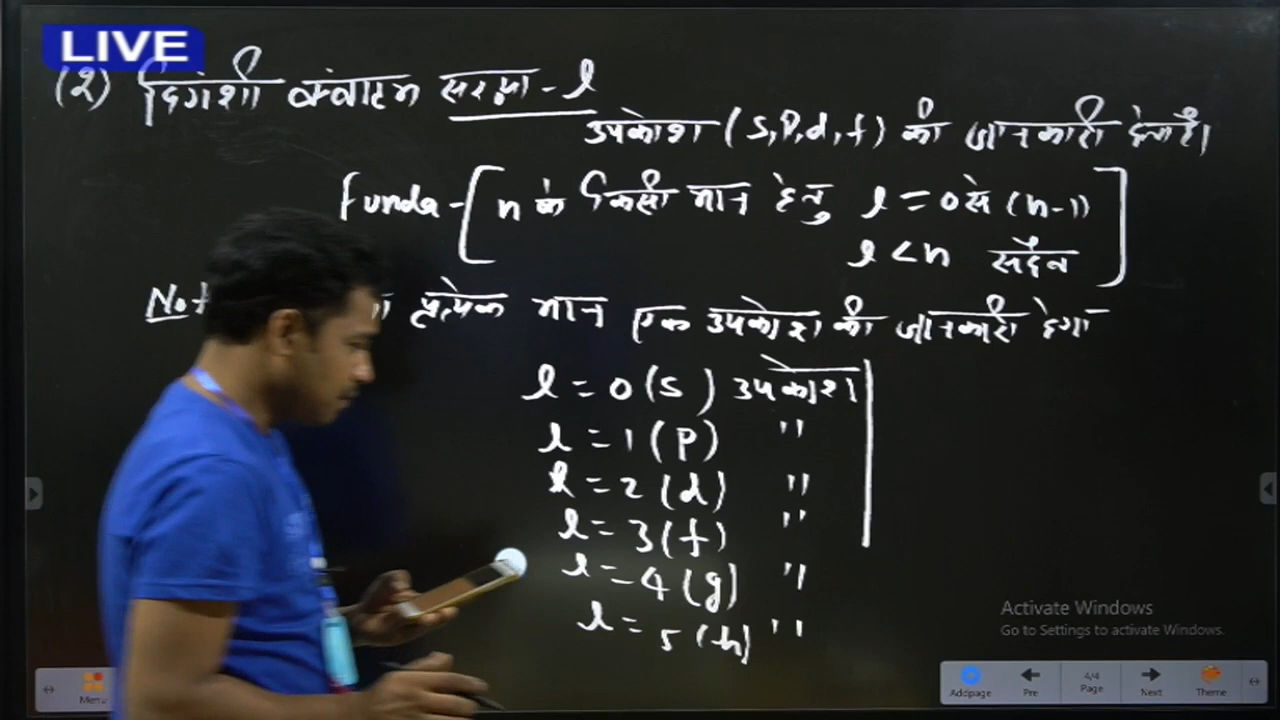 LIVE
(२) दिगंशी क्वांटम संख्या - l
उपकोश (s, p, d, f) की जानकारी देता है।
Funda - [ n के किसी मान हेतु l = 0 से (n-1)
l < n सदैव ]
Not प्रत्येक मान एक उपकोश की जानकारी देगा
l = 0 (s) उपकोश
l = 1 (p) "
l = 2 (d) "
l = 3 (f) "
l = 4 (g) "
l = 5 (h) "
Activate Windows
Go to Settings to activate Windows.
Menu Addpage Pre 4/4 Page Next Theme